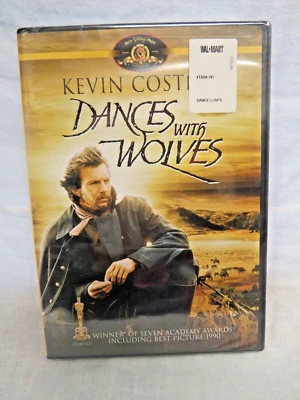 WAL★MART
KEVIN COST
DANCES WITH
WOLVES
WINNER OF SEVEN ACADEMY AWARDS
INCLUDING BEST PICTURE 1990